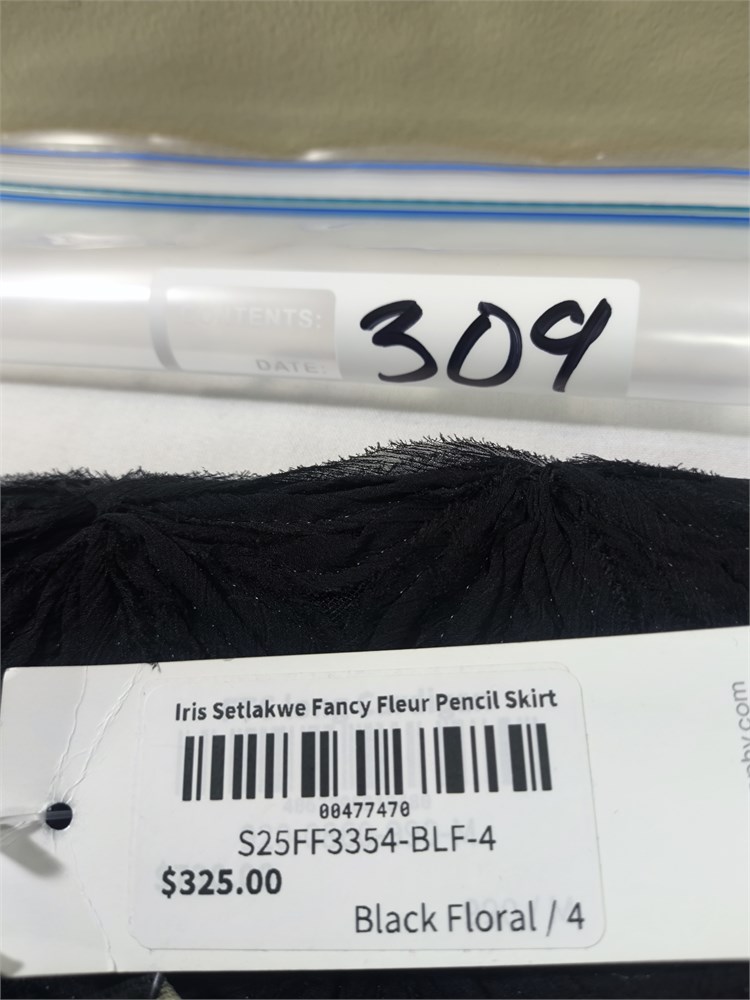 CONTENTS:
309
DATE:
Iris Setlakwe Fancy Fleur Pencil Skirt
00477470
S25FF3354-BLF-4
$325.00
Black Floral / 4